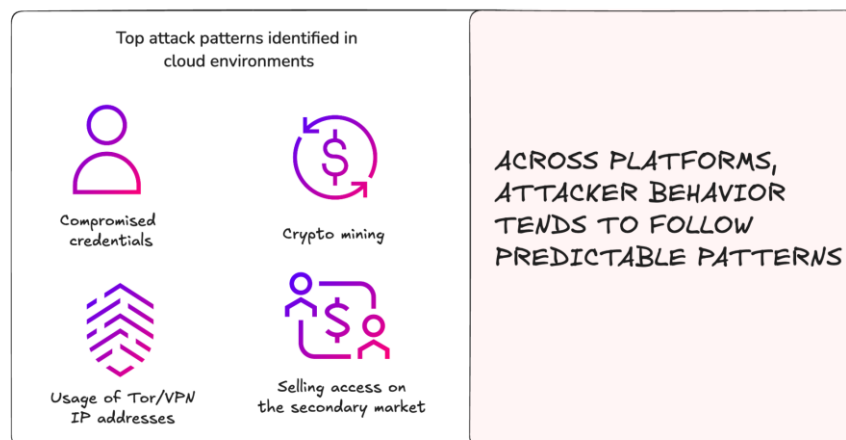 Top attack patterns identified in
cloud environments
Compromised
credentials
Crypto mining
Usage of Tor/VPN
IP addresses
Selling access on
the secondary market
ACROSS PLATFORMS,
ATTACKER BEHAVIOR
TENDS TO FOLLOW
PREDICTABLE PATTERNS